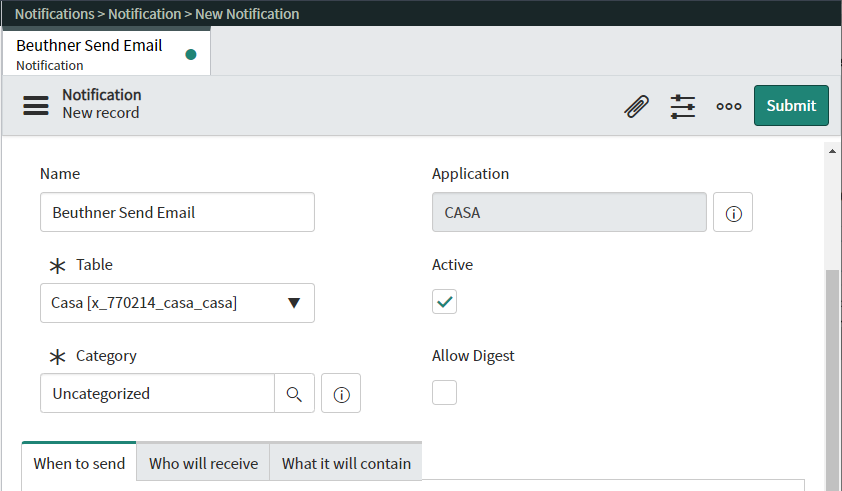 Notifications > Notification > New Notification
Beuthner Send Email
Notification
Notification
New record
Submit
Name
Application
Beuthner Send Email
CASA
Table
Active
Casa [x_770214_casa_casa]
Category
Allow Digest
Uncategorized
When to send
Who will receive
What it will contain